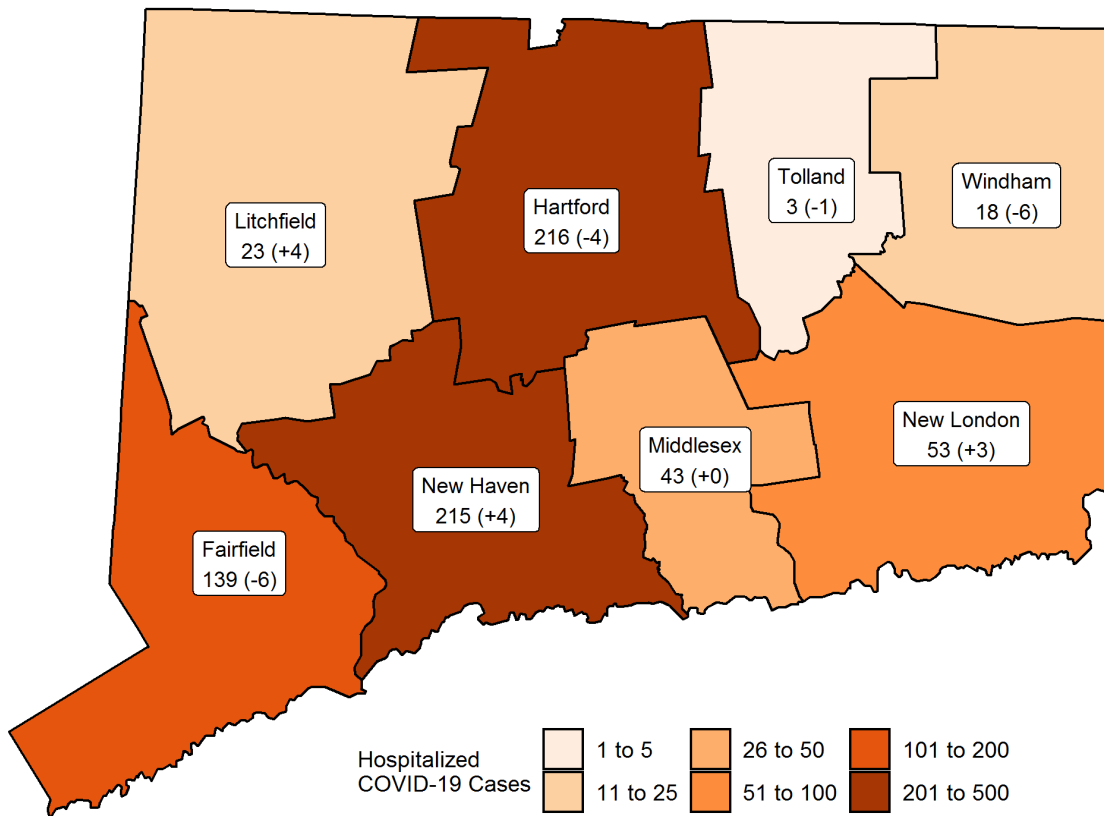 Litchfield
23 (+4)
Hartford
216 (-4)
Tolland
3 (-1)
Windham
18 (-6)
Fairfield
139 (-6)
New Haven
215 (+4)
Middlesex
43 (+0)
New London
53 (+3)
Hospitalized
COVID-19 Cases
1 to 5
11 to 25
26 to 50
51 to 100
101 to 200
201 to 500